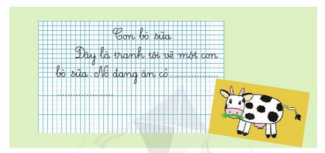 Con bò sữa
Đây là tranh tôi vẽ một con
bò sữa. Nó đang ăn cỏ..................
....................